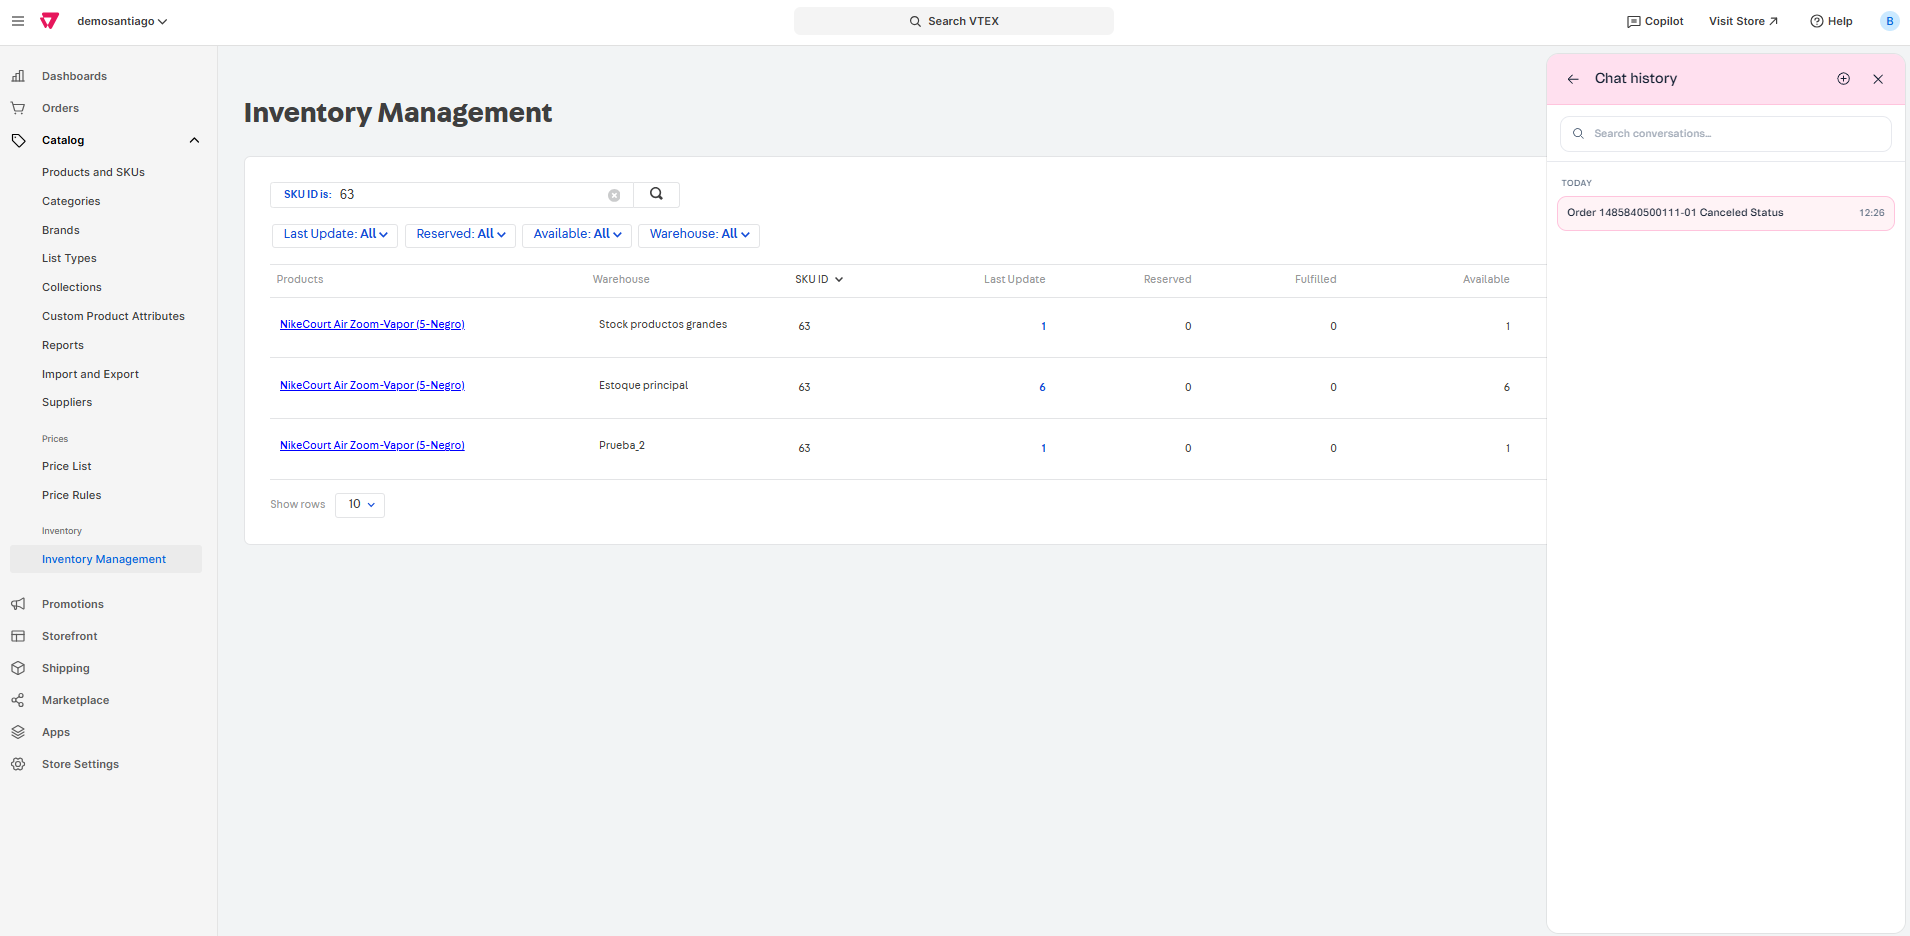 demosantiago
Search VTEX
Copilot
Visit Store
Help
B
Dashboards
Orders
Catalog
Products and SKUs
Categories
Brands
List Types
Collections
Custom Product Attributes
Reports
Import and Export
Suppliers
Prices
Price List
Price Rules
Inventory
Inventory Management
Promotions
Storefront
Shipping
Marketplace
Apps
Store Settings
Inventory Management
SKU ID is: 63
Last Update: All
Reserved: All
Available: All
Warehouse: All
Products Warehouse SKU ID Last Update Reserved Fulfilled Available
NikeCourt Air Zoom-Vapor (5-Negro) Stock productos grandes 63 1 0 0 1
NikeCourt Air Zoom-Vapor (5-Negro) Estoque principal 63 6 0 0 6
NikeCourt Air Zoom-Vapor (5-Negro) Prueba_2 63 1 0 0 1
Show rows 10
Chat history
Search conversations...
TODAY
Order 1485840500111-01 Canceled Status 12:26